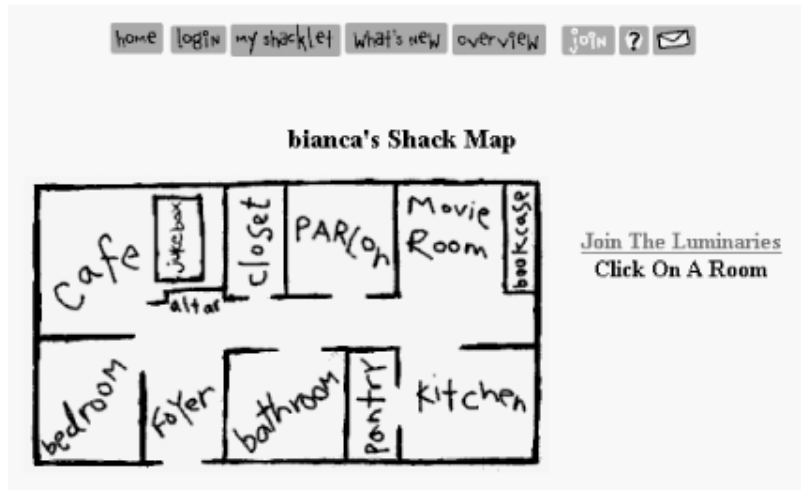 home login my shacklet what's new overview join ?
bianca's Shack Map
Cafe
jukebox
closet
PARLOR
Movie
Room
bookcase
altar
Join The Luminaries
Click On A Room
bedroom
Foyer
bathroom
pantry
kitchen